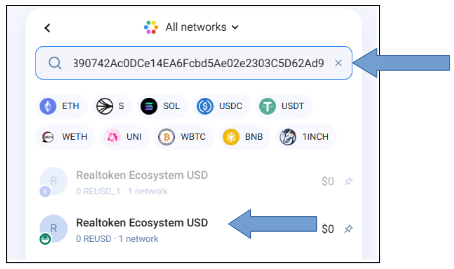 All networks
390742Ac0DCe14EA6Fcbd5Ae02e2303C5D62Ad9
ETH S SOL USDC USDT
WETH UNI WBTC BNB 1INCH
R Realtoken Ecosystem USD $0
0 REUSD_1 · 1 network
R Realtoken Ecosystem USD $0
0 REUSD · 1 network